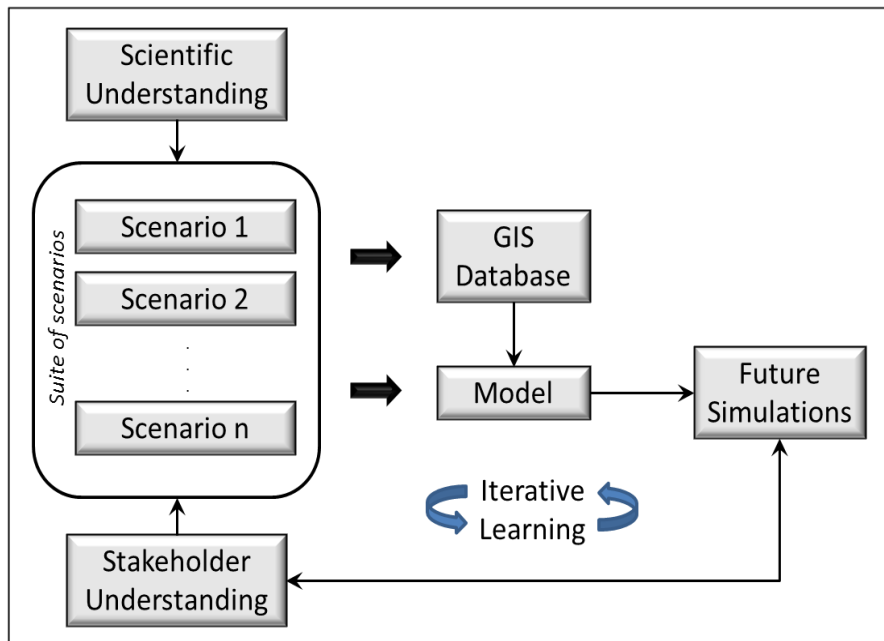 Scientific
Understanding
Suite of scenarios
Scenario 1
Scenario 2
.
.
.
Scenario n
Stakeholder
Understanding
GIS
Database
Model
Future
Simulations
Iterative
Learning